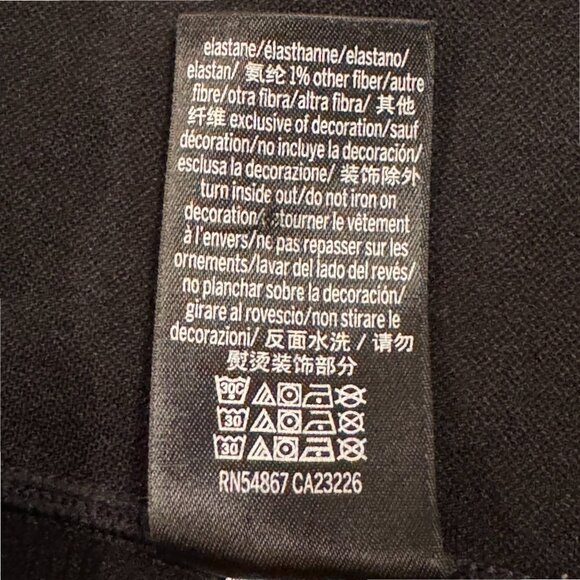 elastane/élasthanne/elastano/
elastan/ 氨纶 1% other fiber/autre
fibre/otra fibra/altra fibra/ 其他
纤维 exclusive of decoration/sauf
décoration/no incluye la decoración/
esclusa la decorazione/ 装饰除外
turn inside out/do not iron on
decoration/ tourner le vêtement
à l'envers/ne pas repasser sur les
ornements/lavar del lado del revés/
no planchar sobre la decoración/
girare al rovescio/non stirare le
decorazioni/ 反面水洗 / 请勿
熨烫装饰部分
30C
30
30
RN54867 CA23226